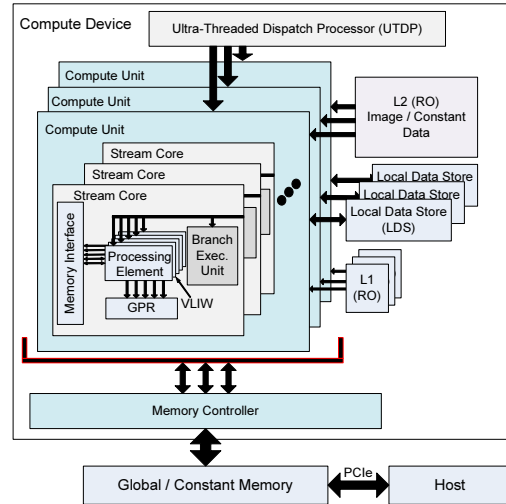 Compute Device
Ultra-Threaded Dispatch Processor (UTDP)
Compute Unit
Compute Unit
Compute Unit
L2 (RO)
Image / Constant
Data
Stream Core
Stream Core
Stream Core
Local Data Store
Local Data Store
Local Data Store
(LDS)
Memory Interface
Processing
Element
Branch
Exec.
Unit
L1
(RO)
VLIW
GPR
Memory Controller
Global / Constant Memory
PCIe
Host